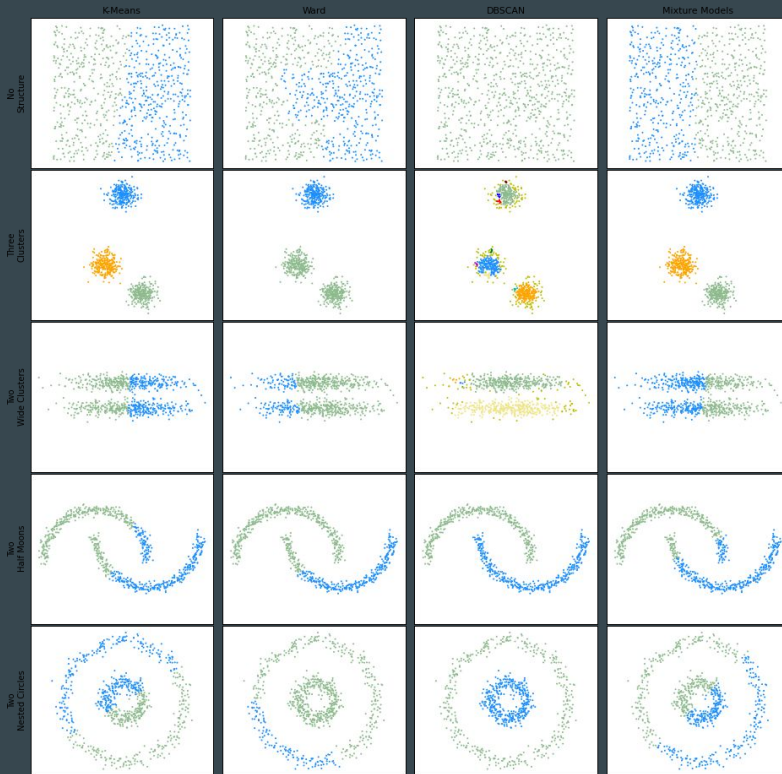 K-Means
Ward
DBSCAN
Mixture Models
No
Structure
Three
Clusters
Two
Wide Clusters
Two
Half Moons
Two
Nested Circles